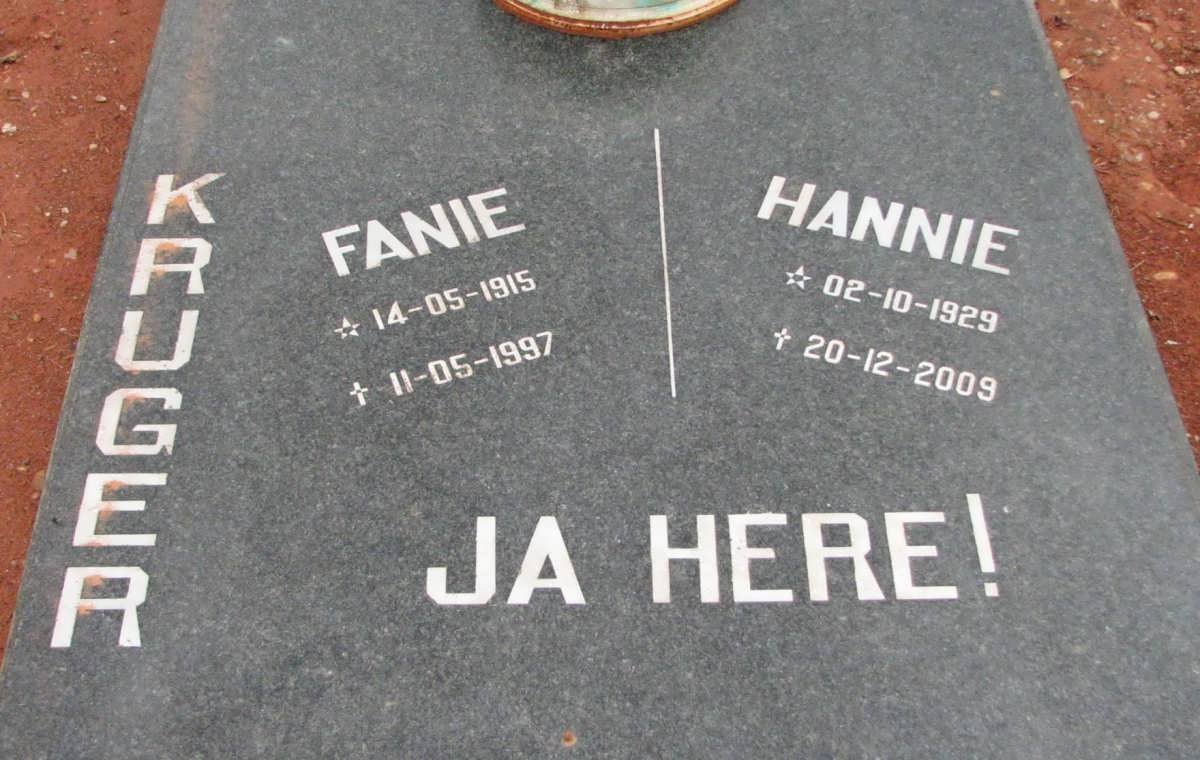 KRUGER
FANIE
☆ 14-05-1915
✝ 11-05-1997
HANNIE
☆ 02-10-1929
✝ 20-12-2009
JA HERE!